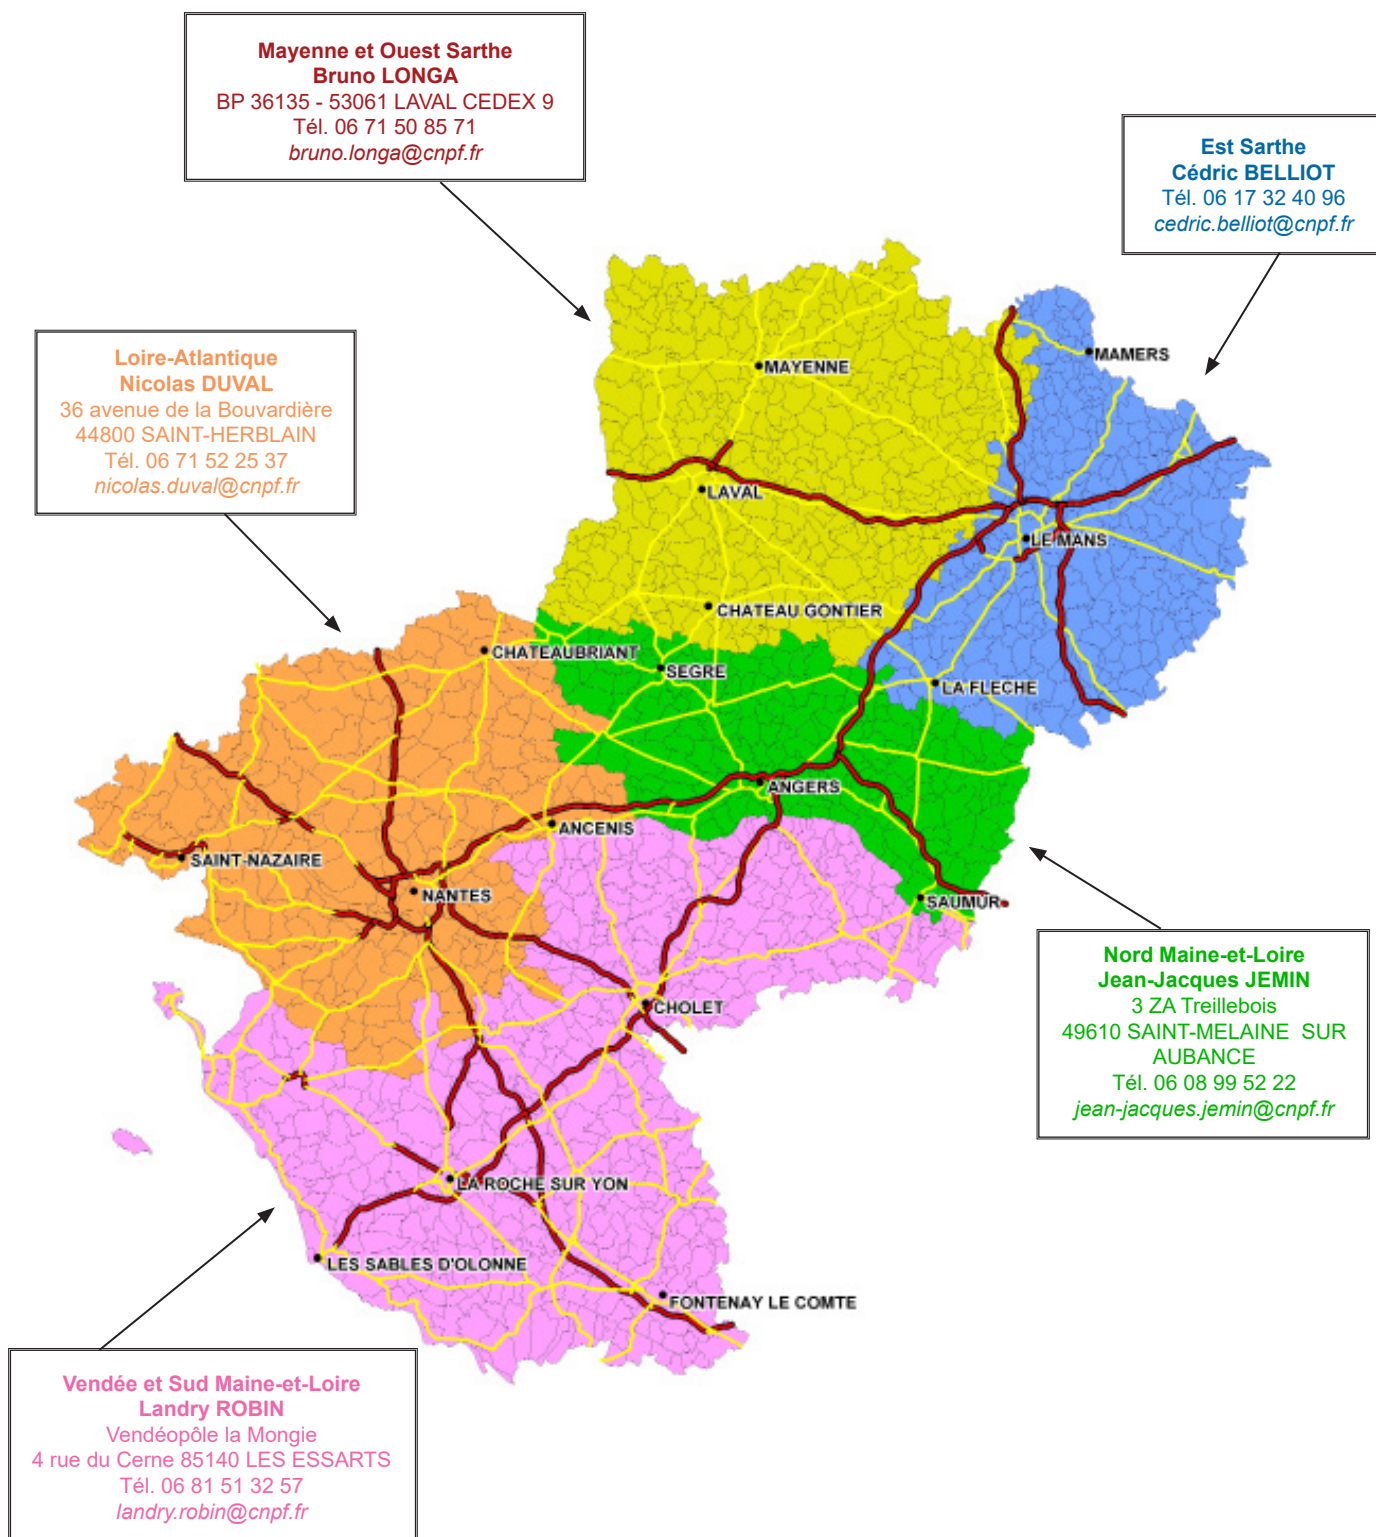 Mayenne et Ouest Sarthe
Bruno LONGA
BP 36135 - 53061 LAVAL CEDEX 9
Tél. 06 71 50 85 71
bruno.longa@cnpf.fr
Est Sarthe
Cédric BELLIOT
Tél. 06 17 32 40 96
cedric.belliot@cnpf.fr
Loire-Atlantique
Nicolas DUVAL
36 avenue de la Bouvardière
44800 SAINT-HERBLAIN
Tél. 06 71 52 25 37
nicolas.duval@cnpf.fr
MAMERS
MAYENNE
LAVAL
LE MANS
CHATEAU GONTIER
CHATEAUBRIANT
SEGRE
LA FLECHE
ANGERS
ANCENIS
SAINT-NAZAIRE
NANTES
SAUMUR
CHOLET
LA ROCHE SUR YON
LES SABLES D'OLONNE
FONTENAY LE COMTE
Nord Maine-et-Loire
Jean-Jacques JEMIN
3 ZA Treillebois
49610 SAINT-MELAINE SUR
AUBANCE
Tél. 06 08 99 52 22
jean-jacques.jemin@cnpf.fr
Vendée et Sud Maine-et-Loire
Landry ROBIN
Vendéopôle la Mongie
4 rue du Cerne 85140 LES ESSARTS
Tél. 06 81 51 32 57
landry.robin@cnpf.fr